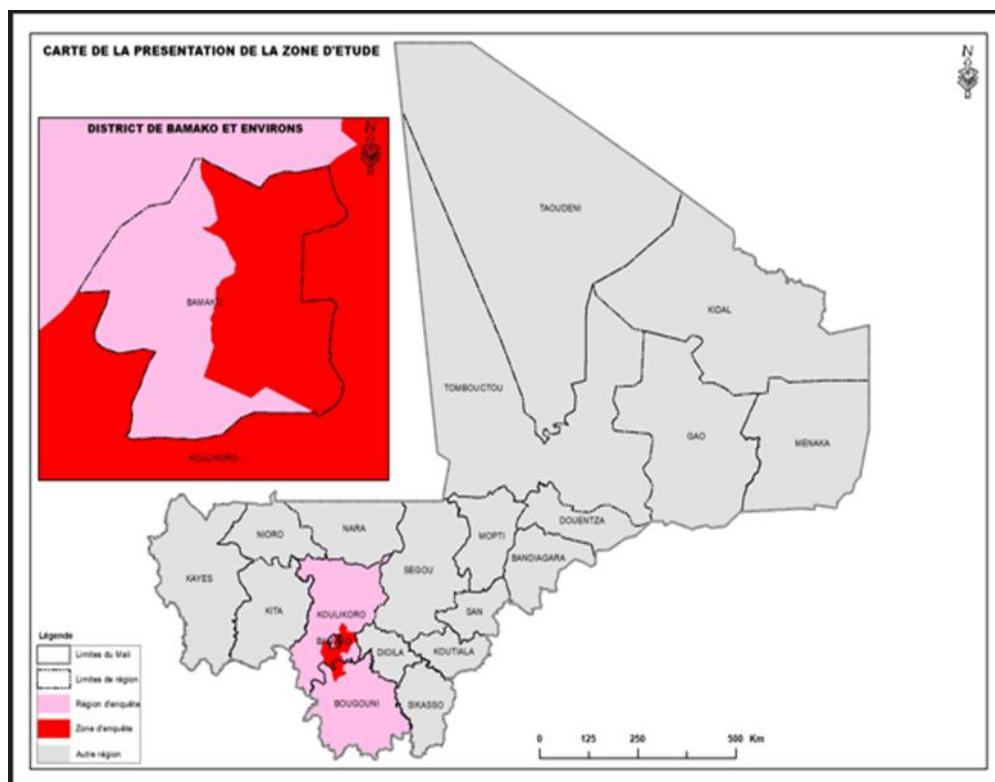 CARTE DE LA PRESENTATION DE LA ZONE D'ETUDE
N
DISTRICT DE BAMAKO ET ENVIRONS
N
BAMAKO
KOULIKORO
TAOUDENI
KIDAL
TOMBOUCTOU
GAO
MENAKA
DOUENTZA
MOPTI
BANDIAGARA
NARA
NIORO
SEGOU
KAYES
KITA
SAN
KOULIKORO
DIOILA
KOUTIALA
BOUGOUNI
SIKASSO
Légende
Limites du Mali
Limites de région
Région d'enquête
Zone d'enquête
Autre région
0 125 250 500 Km